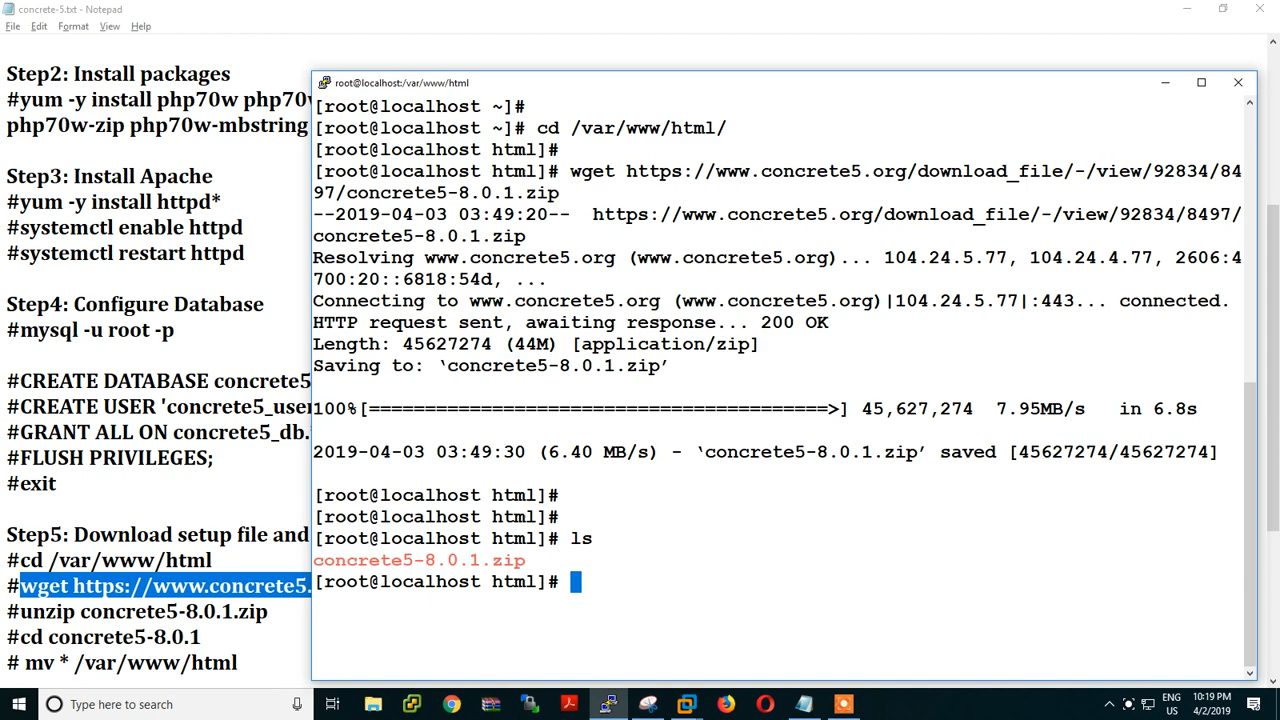 concrete-5.txt - Notepad
File Edit Format View Help
Step2: Install packages
#yum -y install php70w php70w
php70w-zip php70w-mbstring
Step3: Install Apache
#yum -y install httpd*
#systemctl enable httpd
#systemctl restart httpd
Step4: Configure Database
#mysql -u root -p
#CREATE DATABASE concrete5
#CREATE USER 'concrete5_user
#GRANT ALL ON concrete5_db.
#FLUSH PRIVILEGES;
#exit
Step5: Download setup file and
#cd /var/www/html
#wget https://www.concrete5.
#unzip concrete5-8.0.1.zip
#cd concrete5-8.0.1
# mv * /var/www/html
root@localhost:/var/www/html
[root@localhost ~]#
[root@localhost ~]# cd /var/www/html/
[root@localhost html]#
[root@localhost html]# wget https://www.concrete5.org/download_file/-/view/92834/84
97/concrete5-8.0.1.zip
--2019-04-03 03:49:20-- https://www.concrete5.org/download_file/-/view/92834/8497/
concrete5-8.0.1.zip
Resolving www.concrete5.org (www.concrete5.org)... 104.24.5.77, 104.24.4.77, 2606:4
700:20::6818:54d, ...
Connecting to www.concrete5.org (www.concrete5.org)|104.24.5.77|:443... connected.
HTTP request sent, awaiting response... 200 OK
Length: 45627274 (44M) [application/zip]
Saving to: ‘concrete5-8.0.1.zip’
100%[=========================================>] 45,627,274 7.95MB/s in 6.8s
2019-04-03 03:49:30 (6.40 MB/s) - ‘concrete5-8.0.1.zip’ saved [45627274/45627274]
[root@localhost html]#
[root@localhost html]#
[root@localhost html]# ls
concrete5-8.0.1.zip
[root@localhost html]#
Type here to search
ENG
US
10:19 PM
4/2/2019